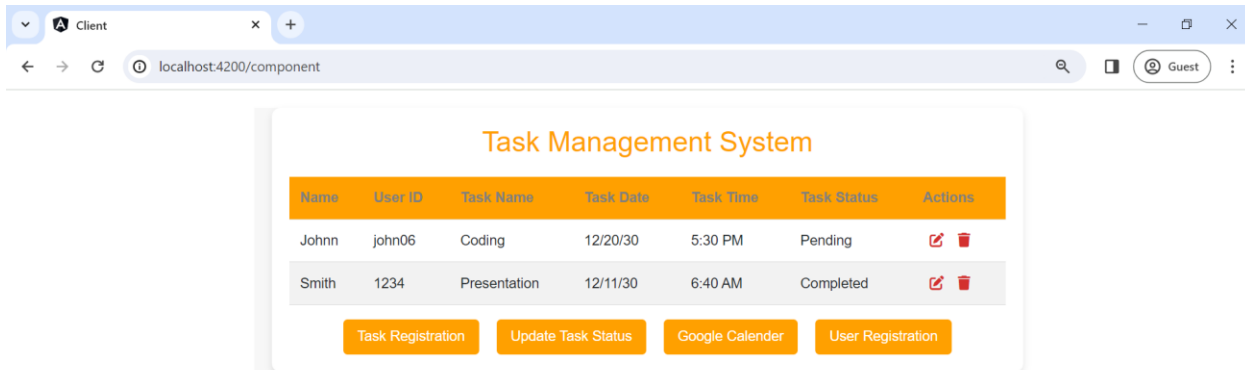 Client
localhost:4200/component
Guest
Task Management System
Name User ID Task Name Task Date Task Time Task Status Actions
Johnn john06 Coding 12/20/30 5:30 PM Pending
Smith 1234 Presentation 12/11/30 6:40 AM Completed
Task Registration Update Task Status Google Calender User Registration